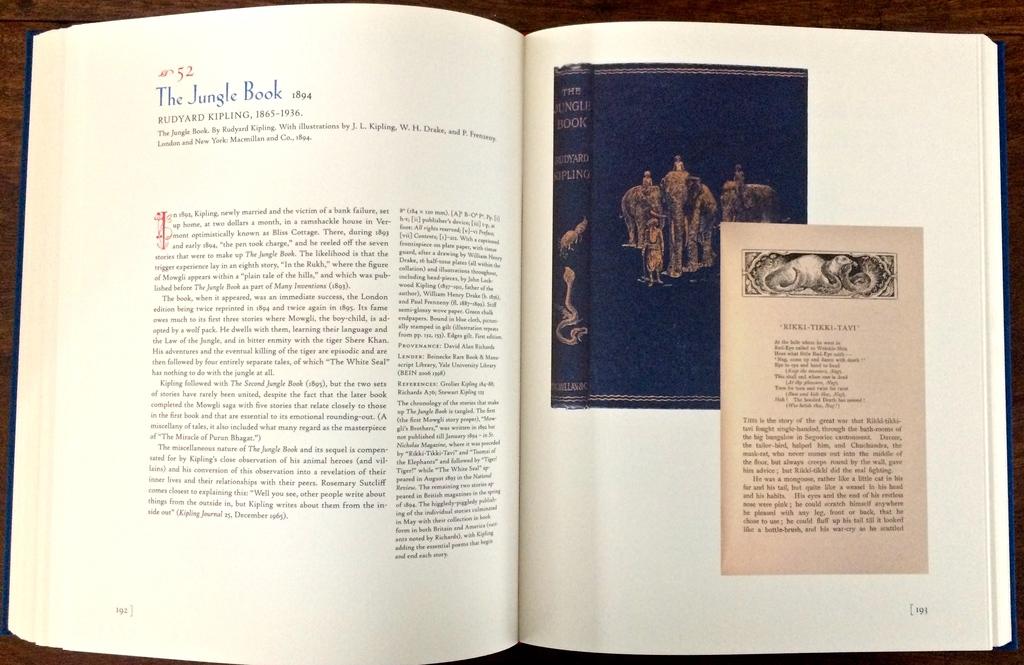 52
The Jungle Book 1894
RUDYARD KIPLING, 1865–1936.
The Jungle Book. By Rudyard Kipling. With illustrations by J. L. Kipling, W. H. Drake, and P. Frenzeny.
London and New York: Macmillan and Co., 1894.
In 1892, Kipling, newly married and the victim of a bank failure, set
up home, at two dollars a month, in a ramshackle house in Ver-
mont optimistically known as Bliss Cottage. There, during 1893
and early 1894, "the pen took charge," and he reeled off the seven
stories that were to make up The Jungle Book. The likelihood is that the
trigger experience lay in an eighth story, "In the Rukh," where the figure
of Mowgli appears within a "plain tale of the hills," and which was pub-
lished before The Jungle Book as part of Many Inventions (1893).
The book, when it appeared, was an immediate success, the London
edition being twice reprinted in 1894 and twice again in 1895. Its fame
owes much to its first three stories where Mowgli, the boy-child, is ad-
opted by a wolf pack. He dwells with them, learning their language and
the Law of the Jungle, and in bitter enmity with the tiger Shere Khan.
His adventures and the eventual killing of the tiger are episodic and are
then followed by four entirely separate tales, of which "The White Seal"
has nothing to do with the jungle at all.
Kipling followed with The Second Jungle Book (1895), but the two sets
of stories have rarely been united, despite the fact that the later book
completed the Mowgli saga with five stories that relate closely to those
in the first book and that are essential to its emotional rounding-out. (A
miscellany of tales, it also included what many regard as the masterpiece
of "The Miracle of Purun Bhagat.")
The miscellaneous nature of The Jungle Book and its sequel is compen-
sated for by Kipling's close observation of his animal heroes (and vil-
lains) and his conversion of this observation into a revelation of their
inner lives and their relationships with their peers. Rosemary Sutcliff
comes closest to explaining this: "Well you see, other people write about
things from the outside in, but Kipling writes about them from the in-
side out" (Kipling Journal 25, December 1965).
8° (184 × 120 mm).
[ii] publisher's device;
foot: All rights reserved; [v]–vi Preface;
[vii] Contents; With a captioned
frontispiece on plate paper, with tissue
guard, after a drawing by William Henry
Drake, 16 half-tone plates (all within the
collation) and illustrations throughout,
including head-pieces, by John Lock-
wood Kipling (1837–1911, father of the
author), William Henry Drake (b. 1856),
and Paul Frenzeny (fl. 1887–1892). Stiff
semi-glossy wove paper. Green chalk
endpapers. Bound in blue cloth, pictori-
ally stamped in gilt (illustration repeats
from pp. 152, 153). Edges gilt. First edition.
PROVENANCE: David Alan Richards
LENDER: Beinecke Rare Book & Manu-
script Library, Yale University Library
(BEIN 2006 1398)
REFERENCES: Grolier Kipling 184-88;
Richards A76; Stewart Kipling 123
The chronology of the stories that make
up The Jungle Book is tangled. The first
(the first Mowgli story proper), "Mow-
gli's Brothers," was written in 1892 but
not published till January 1894 – in St.
Nicholas Magazine, where it was preceded
by "Rikki-Tikki-Tavi" and "Toomai of
the Elephants" and followed by "Tiger!
Tiger!" while "The White Seal" ap-
peared in August 1893 in the National
Review. The remaining two stories ap-
peared in British magazines in the spring
of 1894. The higgledy-piggledy publish-
ing of the individual stories culminated
in May with their collection in book
form in both Britain and America (vari-
ants noted by Richards), with Kipling
adding the essential poems that begin
and end each story.
192 ]
THE
JUNGLE
BOOK
RUDYARD
KIPLING
MACMILLAN & Co
'RIKKI-TIKKI-TAVI'
At the hole where he went in
Red-Eye called to Wrinkle-Skin.
Hear what little Red-Eye saith—
'Nag, come up and dance with death!'
Eye to eye and head to head
(Keep the measure, Nag).
This shall end when one is dead
(At thy pleasure, Nag).
Turn for turn and twist for twist
(Run and hide thee, Nag).
Hah! The hooded Death has missed!
(Woe betide thee, Nag!)
THIS is the story of the great war that Rikki-tikki-
tavi fought single-handed, through the bath-rooms of
the big bungalow in Segowlee cantonment. Darzee,
the tailor-bird, helped him, and Chuchundra, the
musk-rat, who never comes out into the middle of
the floor, but always creeps round by the wall, gave
him advice; but Rikki-tikki did the real fighting.
He was a mongoose, rather like a little cat in his
fur and his tail, but quite like a weasel in his head
and his habits. His eyes and the end of his restless
nose were pink; he could scratch himself anywhere
he pleased with any leg, front or back, that he
chose to use; he could fluff up his tail till it looked
like a bottle-brush, and his war-cry as he scuttled
[ 193